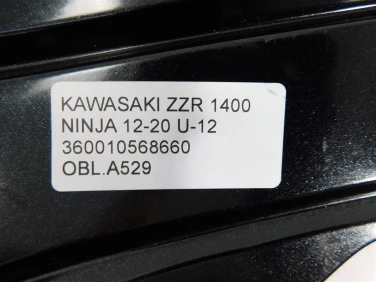 KAWASAKI ZZR 1400
NINJA 12-20 U-12
360010568660
OBL.A529